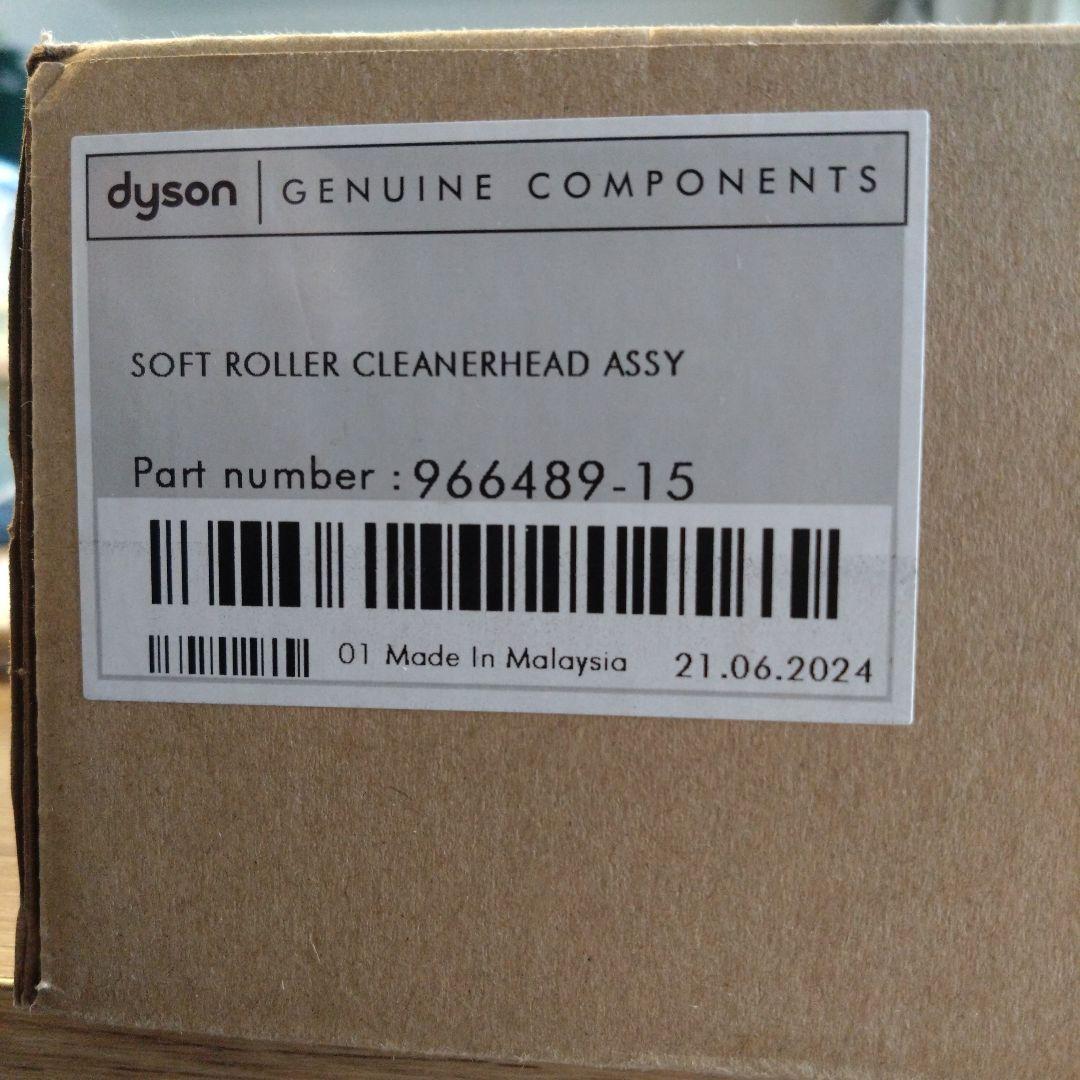 dyson GENUINE COMPONENTS
SOFT ROLLER CLEANERHEAD ASSY
Part number : 966489-15
01 Made In Malaysia 21.06.2024